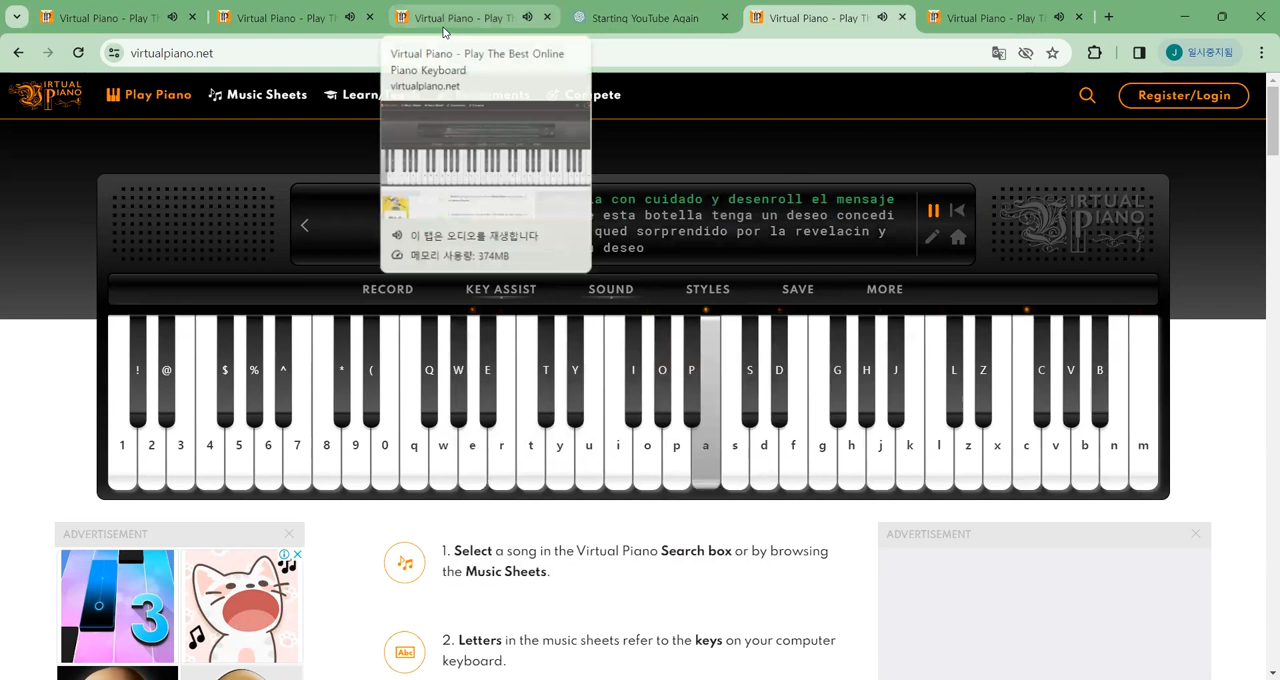 Virtual Piano - Play Th
Virtual Piano - Play Th
Virtual Piano - Play Th
Starting YouTube Again
Virtual Piano - Play Th
Virtual Piano - Play Th
virtualpiano.net
J 일시중지됨
Virtual Piano - Play The Best Online
Piano Keyboard
virtualpiano.net
IRTUAL
PIANO
Play Piano
Music Sheets
Learn
Compete
Register/Login
la con cuidado y desenroll el mensaje
esta botella tenga un deseo concedi
qued sorprendido por la revelacin y
deseo
IRTUAL
PIANO
이 탭은 오디오를 재생합니다
메모리 사용량: 374MB
RECORD KEY ASSIST SOUND STYLES SAVE MORE
! @ $ % ^ * ( Q W E T Y I O P S D G H J L Z C V B
1 2 3 4 5 6 7 8 9 0 q w e r t y u i o p a s d f g h j k l z x c v b n m
ADVERTISEMENT
3
1. Select a song in the Virtual Piano Search box or by browsing
the Music Sheets.
Abc
2. Letters in the music sheets refer to the keys on your computer
keyboard.
ADVERTISEMENT